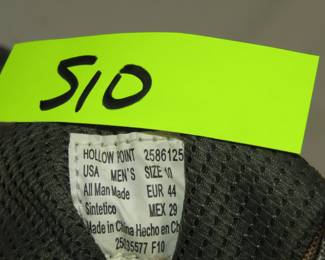 510
HOLLOW POINT 2586125
USA MEN'S SIZE 10
All Man Made EUR 44
Sintetico MEX 29
Made in China Hecho en Ch
25035577 F10